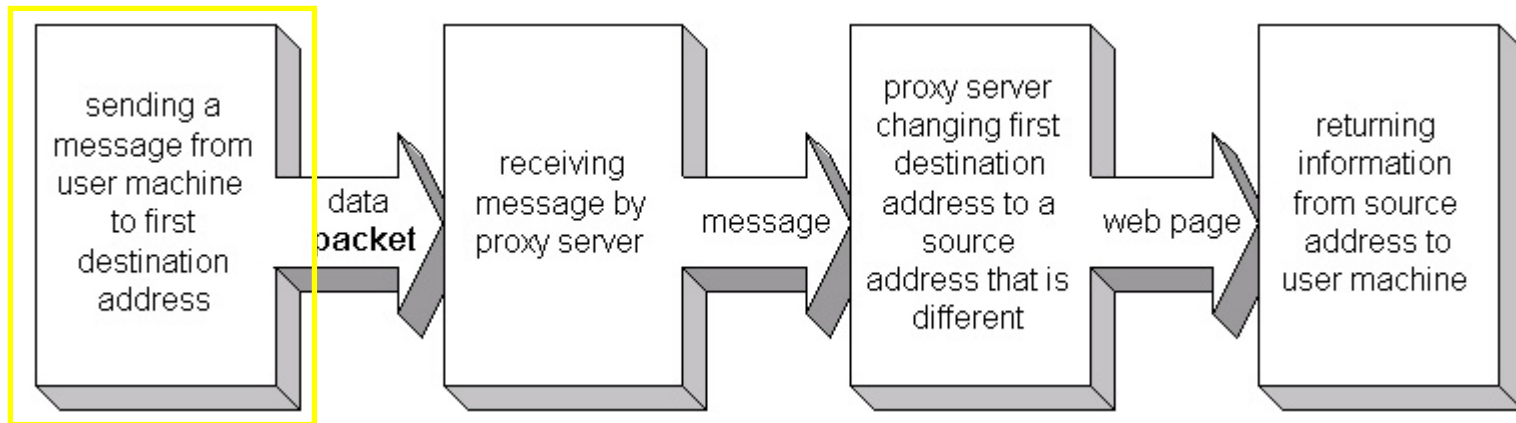 sending a
message from
user machine
to first
destination
address
data
packet
receiving
message by
proxy server
message
proxy server
changing first
destination
address to a
source
address that is
different
web page
returning
information
from source
address to
user machine